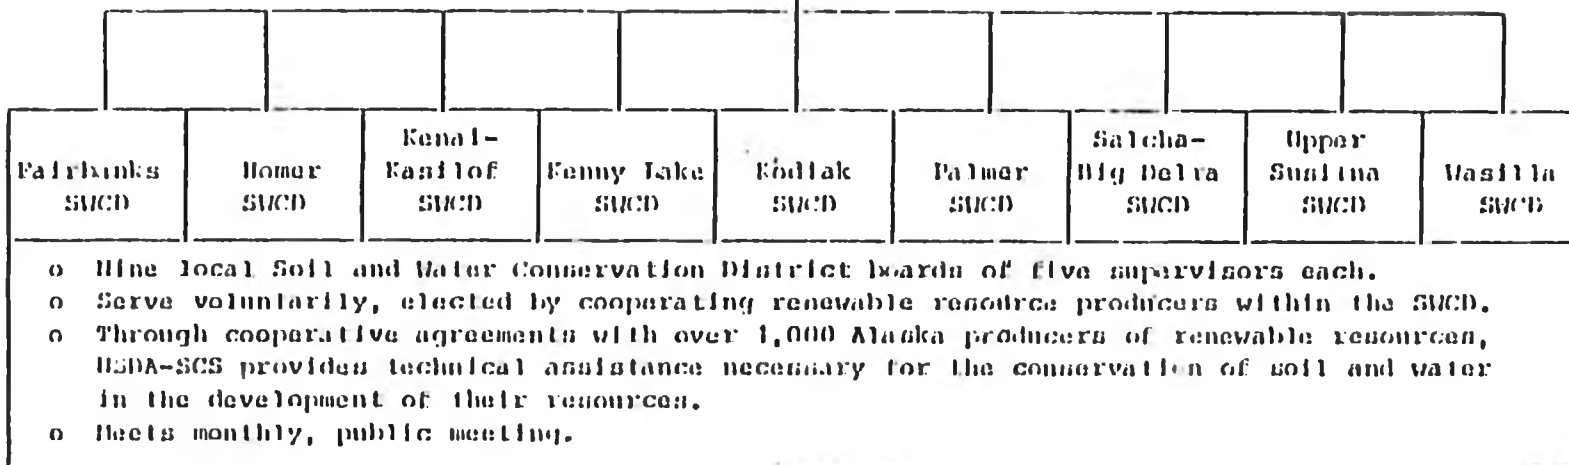 Fairbanks SWCD
Homer SWCD
Kenai-Kasilof SWCD
Kenny Lake SWCD
Kodiak SWCD
Palmer SWCD
Salcha-Big Delta SWCD
Upper Susitna SWCD
Wasilla SWCD
o Nine local Soil and Water Conservation District boards of five supervisors each.
o Serve voluntarily, elected by cooperating renewable resource producers within the SWCD.
o Through cooperative agreements with over 1,000 Alaska producers of renewable resources,
USDA-SCS provides technical assistance necessary for the conservation of soil and water
in the development of their resources.
o Meets monthly, public meeting.